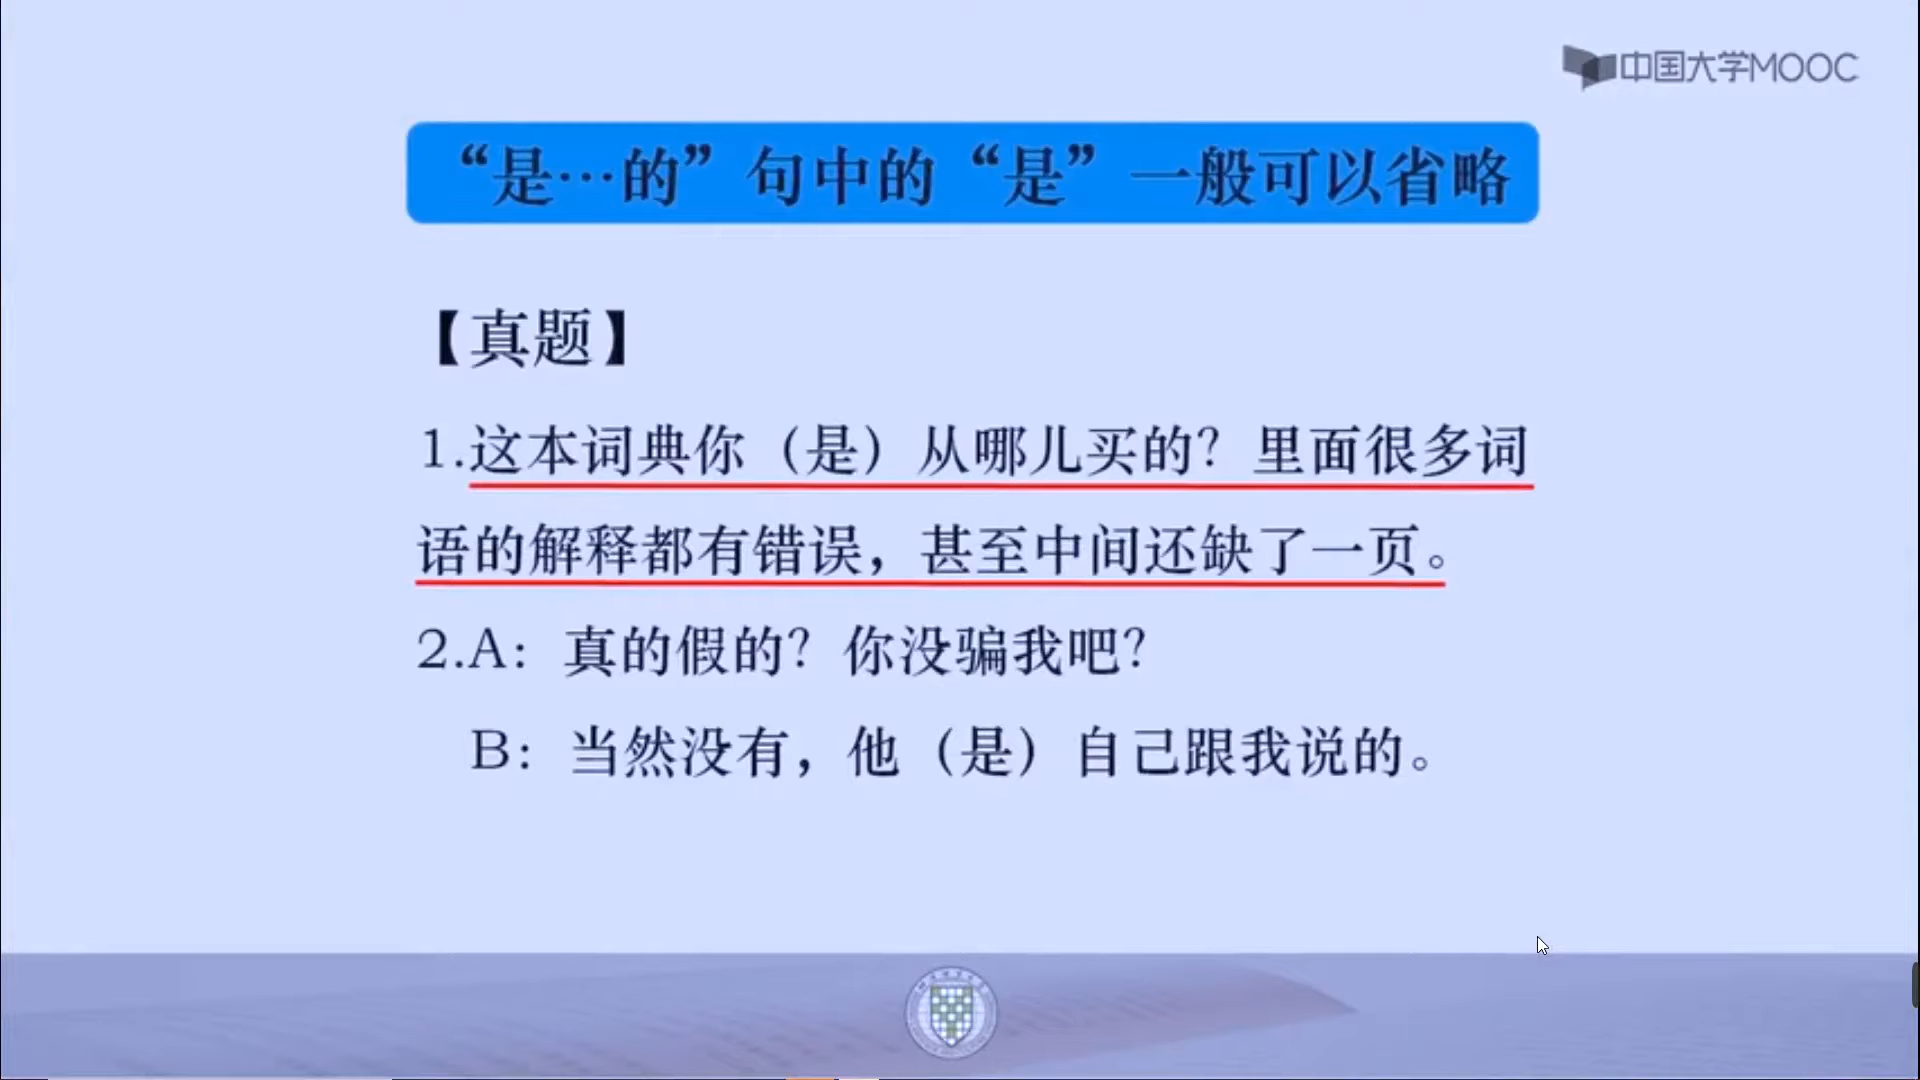 中国大学MOOC
“是…的”句中的“是”一般可以省略
【真题】
1.这本词典你（是）从哪儿买的？里面很多词
语的解释都有错误，甚至中间还缺了一页。
2.A：真的假的？你没骗我吧？
B：当然没有，他（是）自己跟我说的。